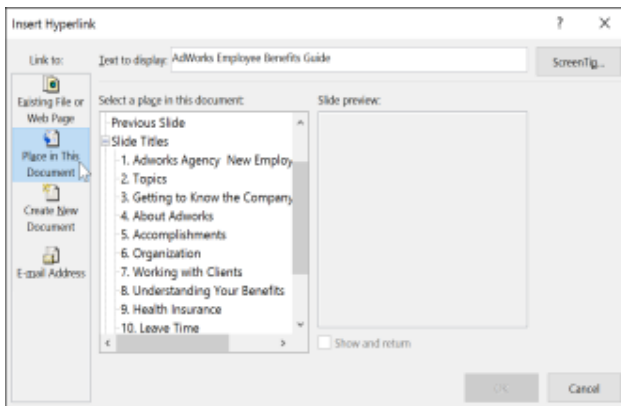 Insert Hyperlink
?
Link to:
Text to display: AdWorks Employee Benefits Guide
ScreenTip...
Existing File or
Web Page
Place in This
Document
Create New
Document
E-mail Address
Select a place in this document:
Previous Slide
Slide Titles
1. Adworks Agency New Employ
2. Topics
3. Getting to Know the Company
4. About Adworks
5. Accomplishments
6. Organization
7. Working with Clients
8. Understanding Your Benefits
9. Health Insurance
10. Leave Time
Slide preview:
Show and return
OK
Cancel